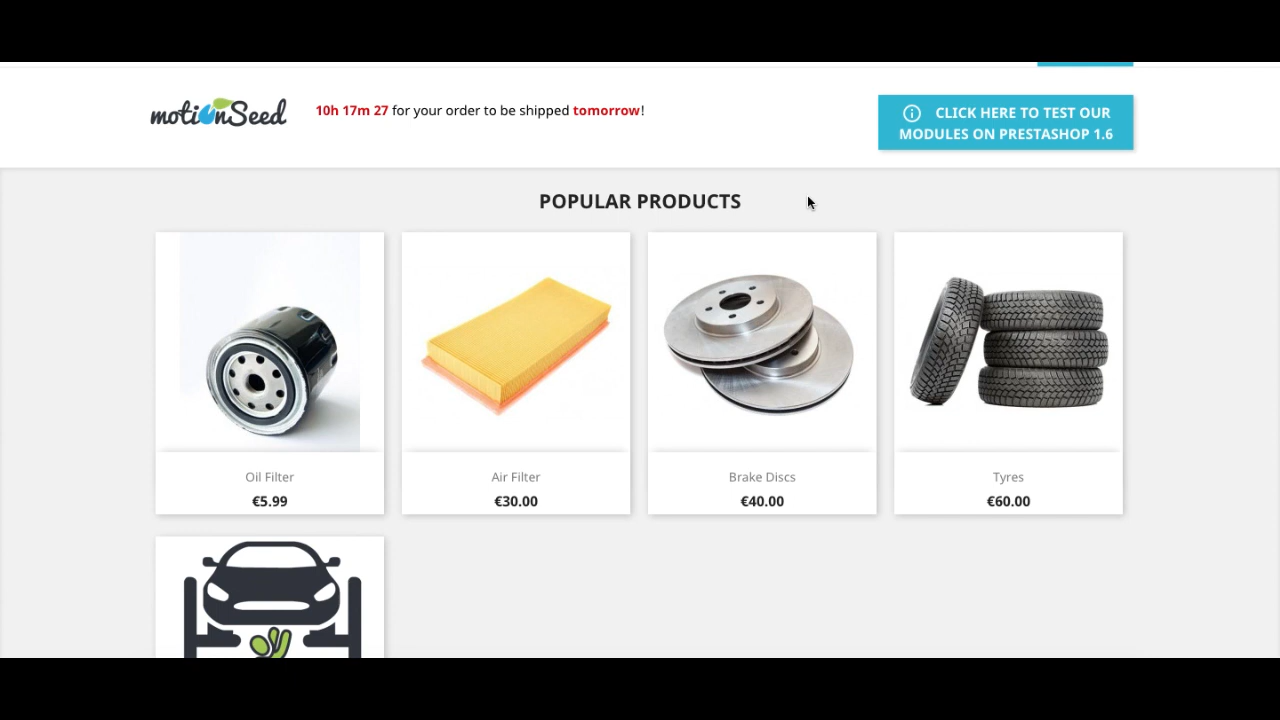 motionSeed
10h 17m 27 for your order to be shipped tomorrow!
CLICK HERE TO TEST OUR
MODULES ON PRESTASHOP 1.6
POPULAR PRODUCTS
Oil Filter
€5.99
Air Filter
€30.00
Brake Discs
€40.00
Tyres
€60.00